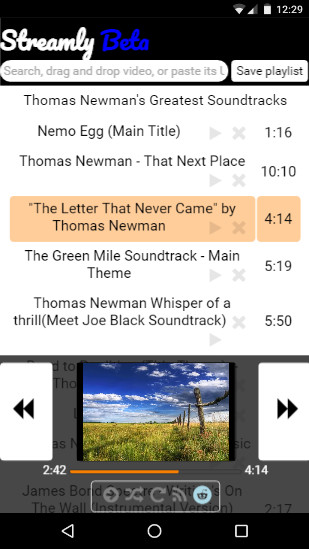 12:29
Streamly Beta
Search, drag and drop video, or paste its U
Save playlist
Thomas Newman's Greatest Soundtracks
Nemo Egg (Main Title) 1:16
Thomas Newman - That Next Place 10:10
"The Letter That Never Came" by
Thomas Newman 4:14
The Green Mile Soundtrack - Main
Theme 5:19
Thomas Newman Whisper of a
thrill(Meet Joe Black Soundtrack) 5:50
2:42 4:14
James Bond
On
The Wall (Instrumental Version) 2:17